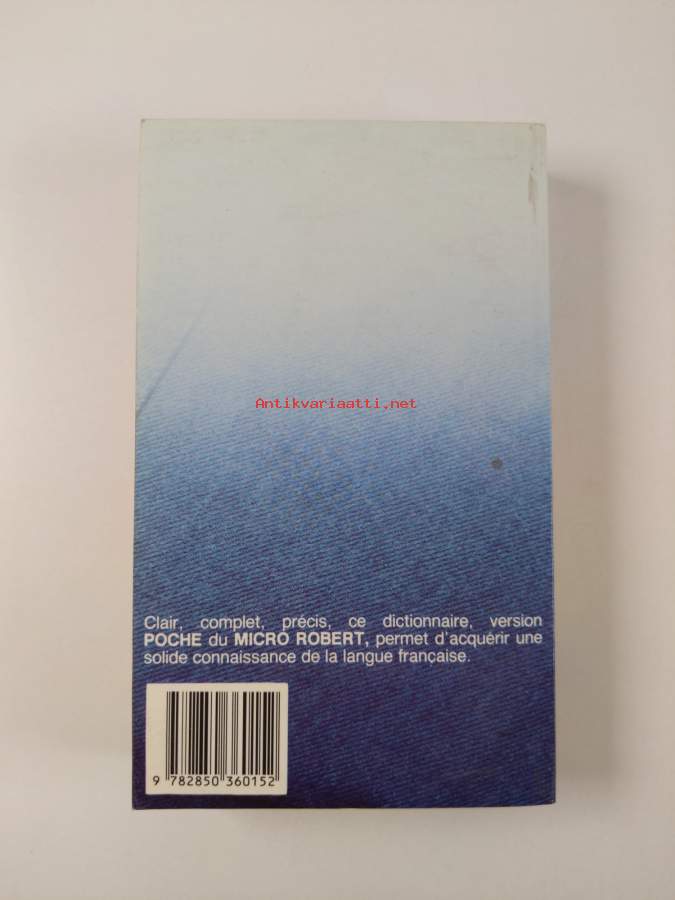 Antikvariaatti.net
Clair, complet, précis, ce dictionnaire, version
POCHE du MICRO ROBERT, permet d'acquérir une
solide connaissance de la langue française.
9 782850 360152